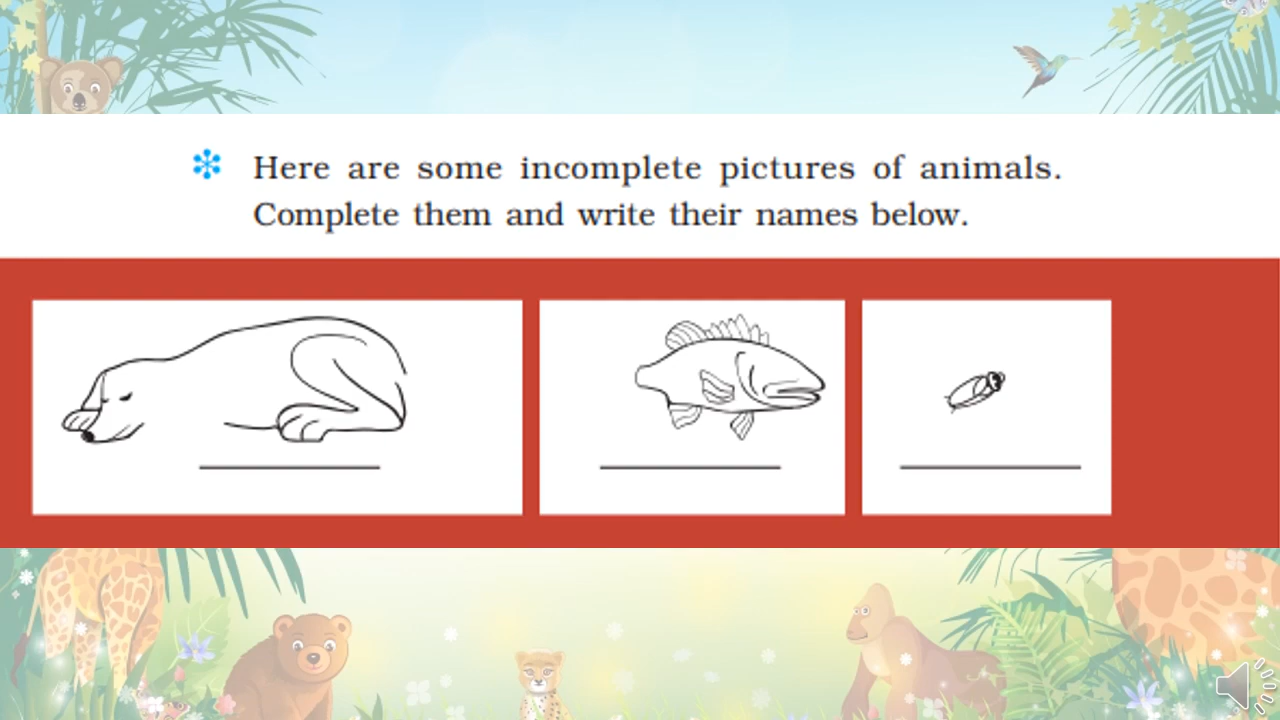 Here are some incomplete pictures of animals.
Complete them and write their names below.